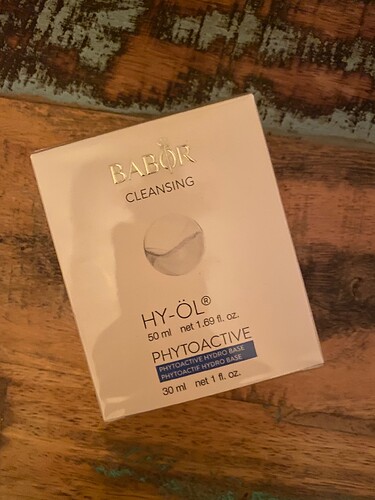 BABOR
CLEANSING
HY-ÖL®
50 ml net 1.69 fl. oz.
PHYTOACTIVE
PHYTOACTIVE HYDRO BASE
PHYTOACTIF HYDRO BASE
30 ml net 1 fl. oz.